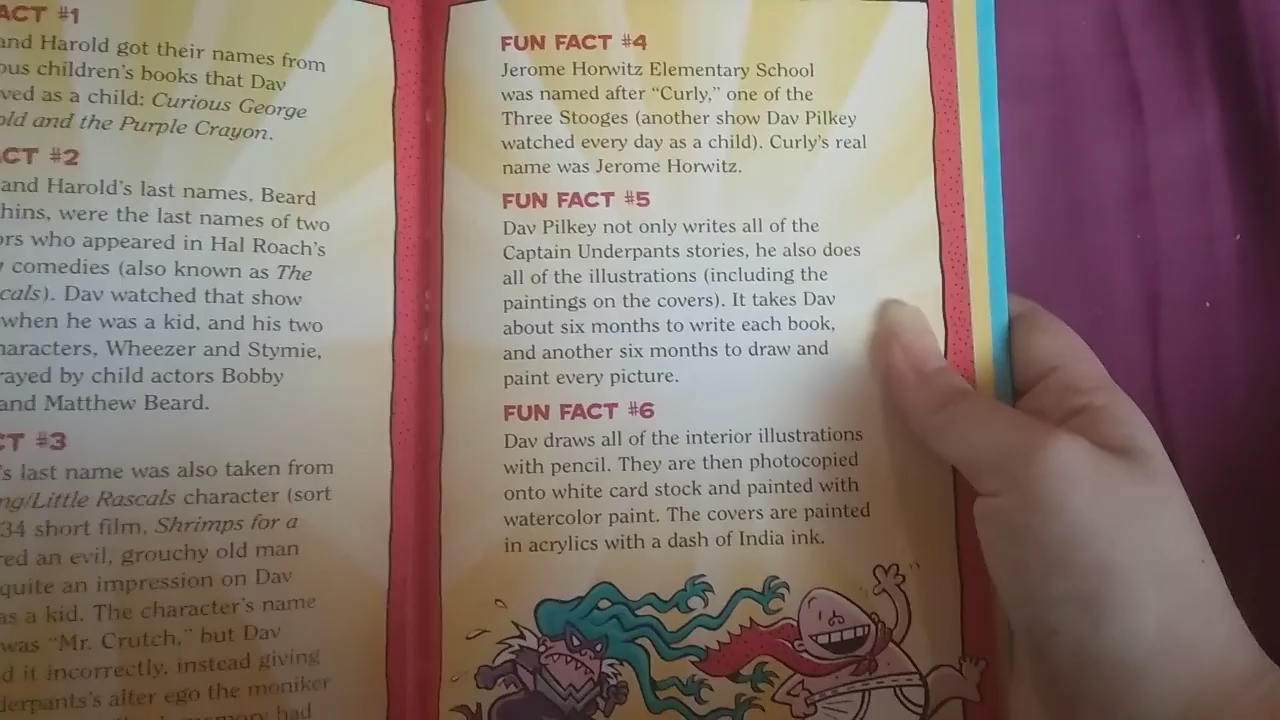 ACT #1
and Harold got their names from
ous children's books that Dav
ved as a child: Curious George
old and the Purple Crayon.
CT #2
and Harold's last names, Beard
hins, were the last names of two
ors who appeared in Hal Roach's
comedies (also known as The
cals). Dav watched that show
when he was a kid, and his two
haracters, Wheezer and Stymie,
rayed by child actors Bobby
and Matthew Beard.
CT #3
's last name was also taken from
ng/Little Rascals character (sort
34 short film, Shrimps for a
red an evil, grouchy old man
quite an impression on Dav
as a kid. The character's name
was "Mr. Crutch," but Dav
d it incorrectly, instead giving
derpants's alter ego the moniker
had
FUN FACT #4
Jerome Horwitz Elementary School
was named after "Curly," one of the
Three Stooges (another show Dav Pilkey
watched every day as a child). Curly's real
name was Jerome Horwitz.
FUN FACT #5
Dav Pilkey not only writes all of the
Captain Underpants stories, he also does
all of the illustrations (including the
paintings on the covers). It takes Dav
about six months to write each book,
and another six months to draw and
paint every picture.
FUN FACT #6
Dav draws all of the interior illustrations
with pencil. They are then photocopied
onto white card stock and painted with
watercolor paint. The covers are painted
in acrylics with a dash of India ink.